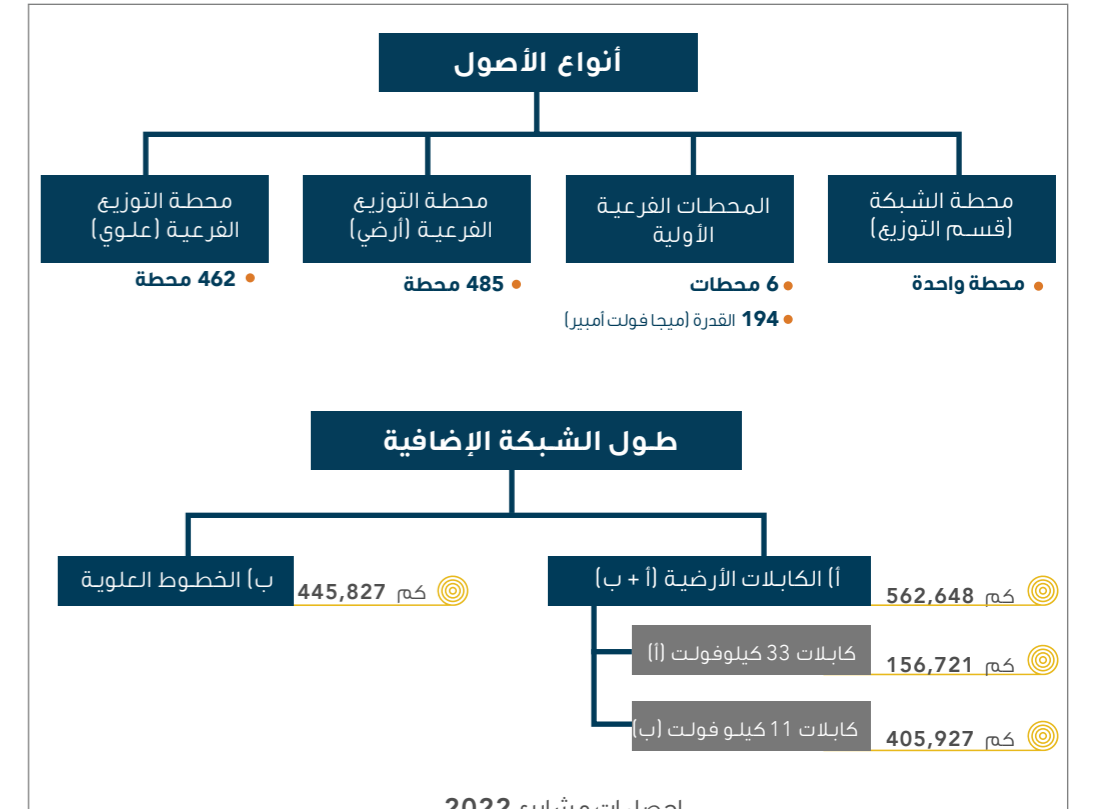 أنواع الأصول
محطة الشبكة
(قسم التوزيع)
محطة واحدة
المحطات الفرعية
الأولية
6 محطات
194 القدرة (ميجا فولت أمبير)
محطة التوزيع
الفرعية (أرضي)
485 محطة
محطة التوزيع
الفرعية (علوي)
462 محطة
طول الشبكة الإضافية
أ) الكابلات الأرضية (أ + ب)
562,648 كم
كابلات 33 كيلوفولت (أ)
156,721 كم
كابلات 11 كيلو فولت (ب)
405,927 كم
ب) الخطوط العلوية
445,827 كم
2022